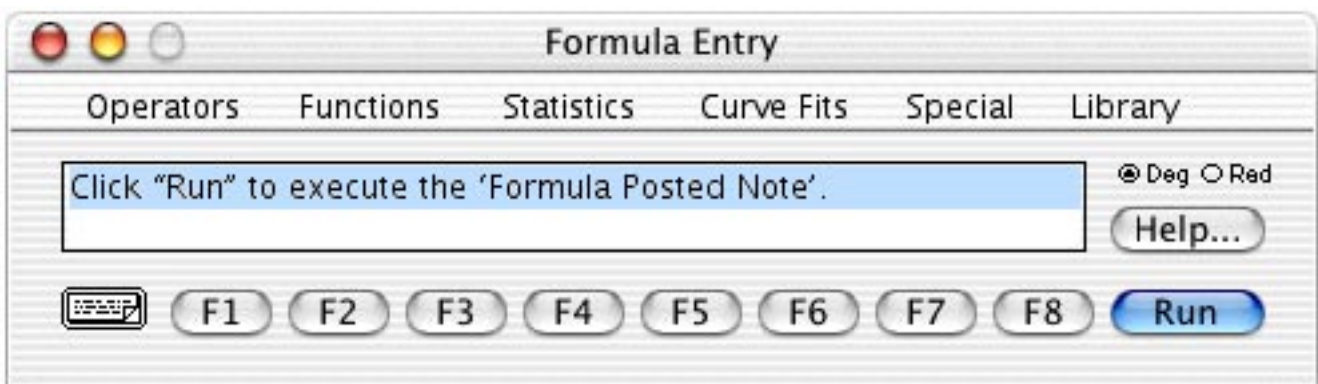 Formula Entry
Operators Functions Statistics Curve Fits Special Library
Click “Run” to execute the ‘Formula Posted Note’.
Deg Rad
Help...
F1 F2 F3 F4 F5 F6 F7 F8 Run